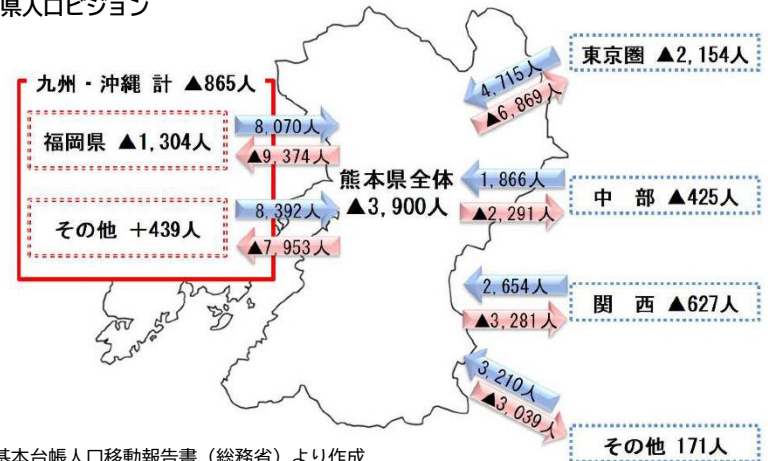 県人口ビジョン
九州・沖縄 計 ▲865人
福岡県 ▲1,304人
8,070人
▲9,374人
その他 +439人
8,392人
▲7,953人
熊本県全体
▲3,900人
東京圏 ▲2,154人
4,715人
▲6,869人
中 部 ▲425人
1,866人
▲2,291人
関 西 ▲627人
2,654人
▲3,281人
その他 171人
3,210人
▲3,039人
基本台帳人口移動報告書（総務省）より作成